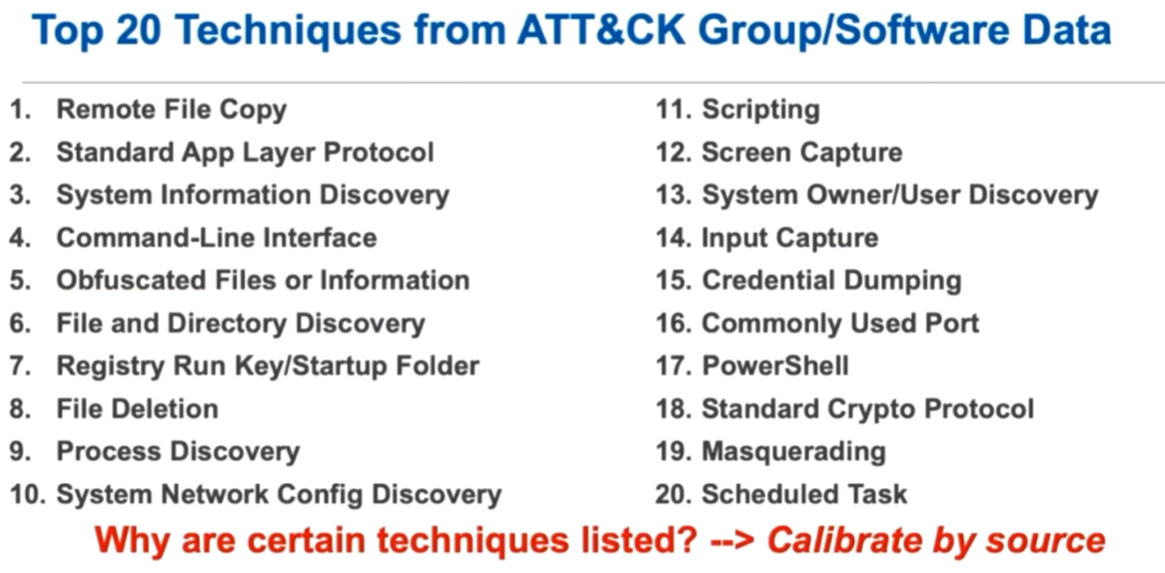 Top 20 Techniques from ATT&CK Group/Software Data
1. Remote File Copy
2. Standard App Layer Protocol
3. System Information Discovery
4. Command-Line Interface
5. Obfuscated Files or Information
6. File and Directory Discovery
7. Registry Run Key/Startup Folder
8. File Deletion
9. Process Discovery
10. System Network Config Discovery
11. Scripting
12. Screen Capture
13. System Owner/User Discovery
14. Input Capture
15. Credential Dumping
16. Commonly Used Port
17. PowerShell
18. Standard Crypto Protocol
19. Masquerading
20. Scheduled Task
Why are certain techniques listed? --> Calibrate by source